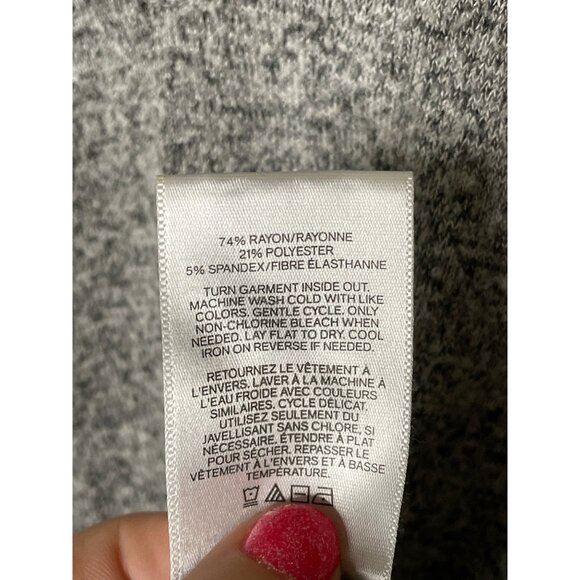 74% RAYON/RAYONNE
21% POLYESTER
5% SPANDEX/FIBRE ÉLASTHANNE
TURN GARMENT INSIDE OUT.
MACHINE WASH COLD WITH LIKE
COLORS. GENTLE CYCLE. ONLY
NON-CHLORINE BLEACH WHEN
NEEDED. LAY FLAT TO DRY. COOL
IRON ON REVERSE IF NEEDED.
RETOURNEZ LE VÊTEMENT À
L'ENVERS. LAVER À LA MACHINE À
L'EAU FROIDE AVEC COULEURS
SIMILAIRES. CYCLE DÉLICAT.
UTILISEZ SEULEMENT DU
JAVELLISANT SANS CHLORE, SI
NÉCESSAIRE. ÉTENDRE À PLAT
POUR SÉCHER. REPASSER LE
VÊTEMENT À L'ENVERS ET À BASSE
TEMPÉRATURE.